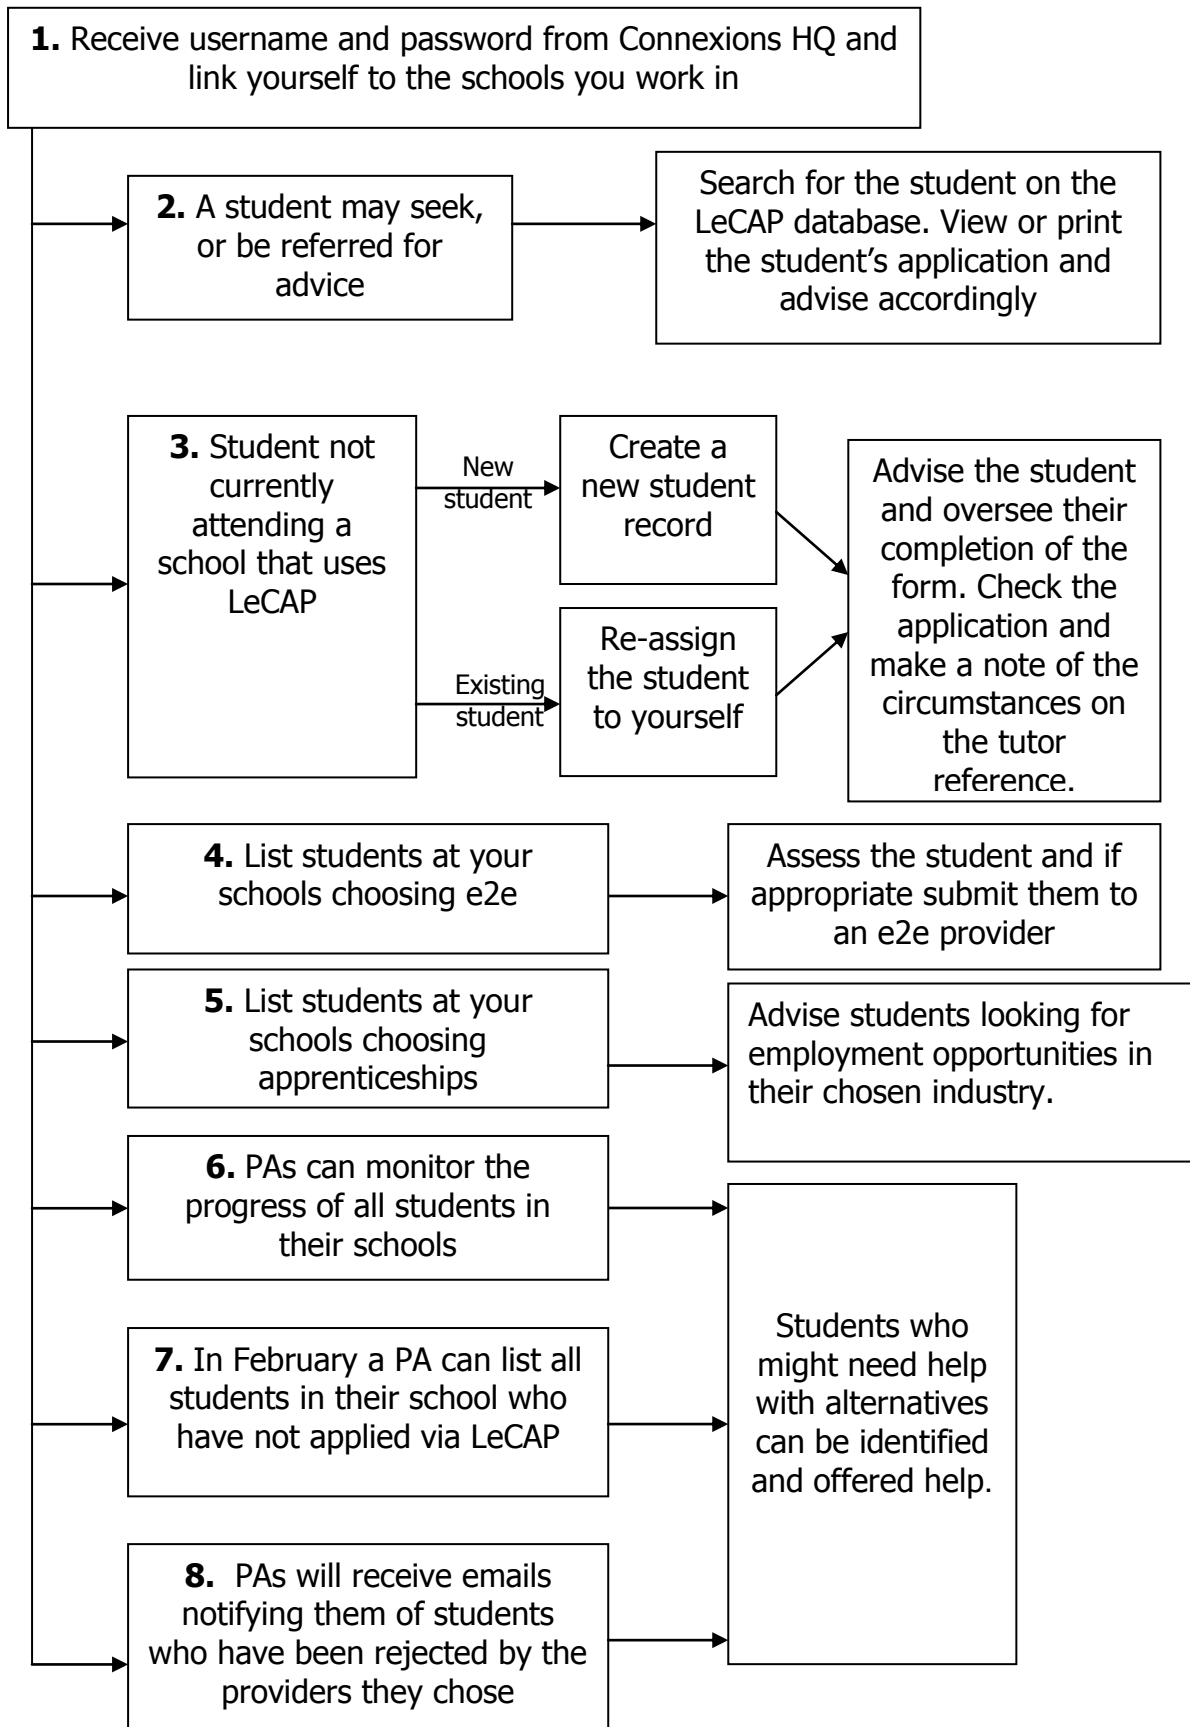 1. Receive username and password from Connexions HQ and
link yourself to the schools you work in
2. A student may seek,
or be referred for
advice
Search for the student on the
LeCAP database. View or print
the student’s application and
advise accordingly
3. Student not
currently
attending a
school that uses
LeCAP
New
student
Create a
new student
record
Existing
student
Re-assign
the student
to yourself
Advise the student
and oversee their
completion of the
form. Check the
application and
make a note of the
circumstances on
the tutor
reference.
4. List students at your
schools choosing e2e
Assess the student and if
appropriate submit them to
an e2e provider
5. List students at your
schools choosing
apprenticeships
Advise students looking for
employment opportunities in
their chosen industry.
6. PAs can monitor the
progress of all students in
their schools
7. In February a PA can list all
students in their school who
have not applied via LeCAP
8. PAs will receive emails
notifying them of students
who have been rejected by the
providers they chose
Students who
might need help
with alternatives
can be identified
and offered help.